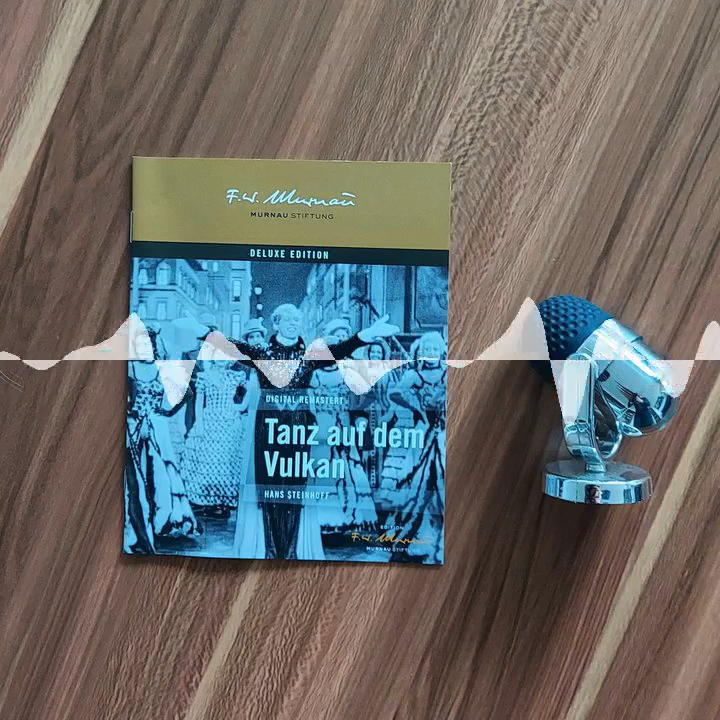 F.W. Murnau
MURNAU STIFTUNG
DELUXE EDITION
DIGITAL REMASTERT
Tanz auf dem
Vulkan
HANS STEINHOFF
EDITION
F.W. Murnau
MURNAU STIFTUNG